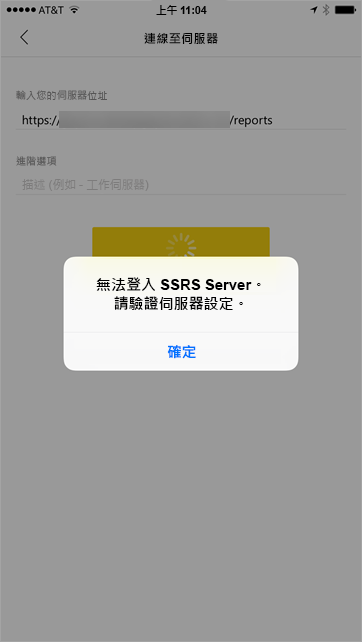 AT&T 上午 11:04
連線至伺服器
輸入您的伺服器位址
https:/ /reports
進階選項
描述 (例如 - 工作伺服器)
無法登入 SSRS Server。
請驗證伺服器設定。
確定